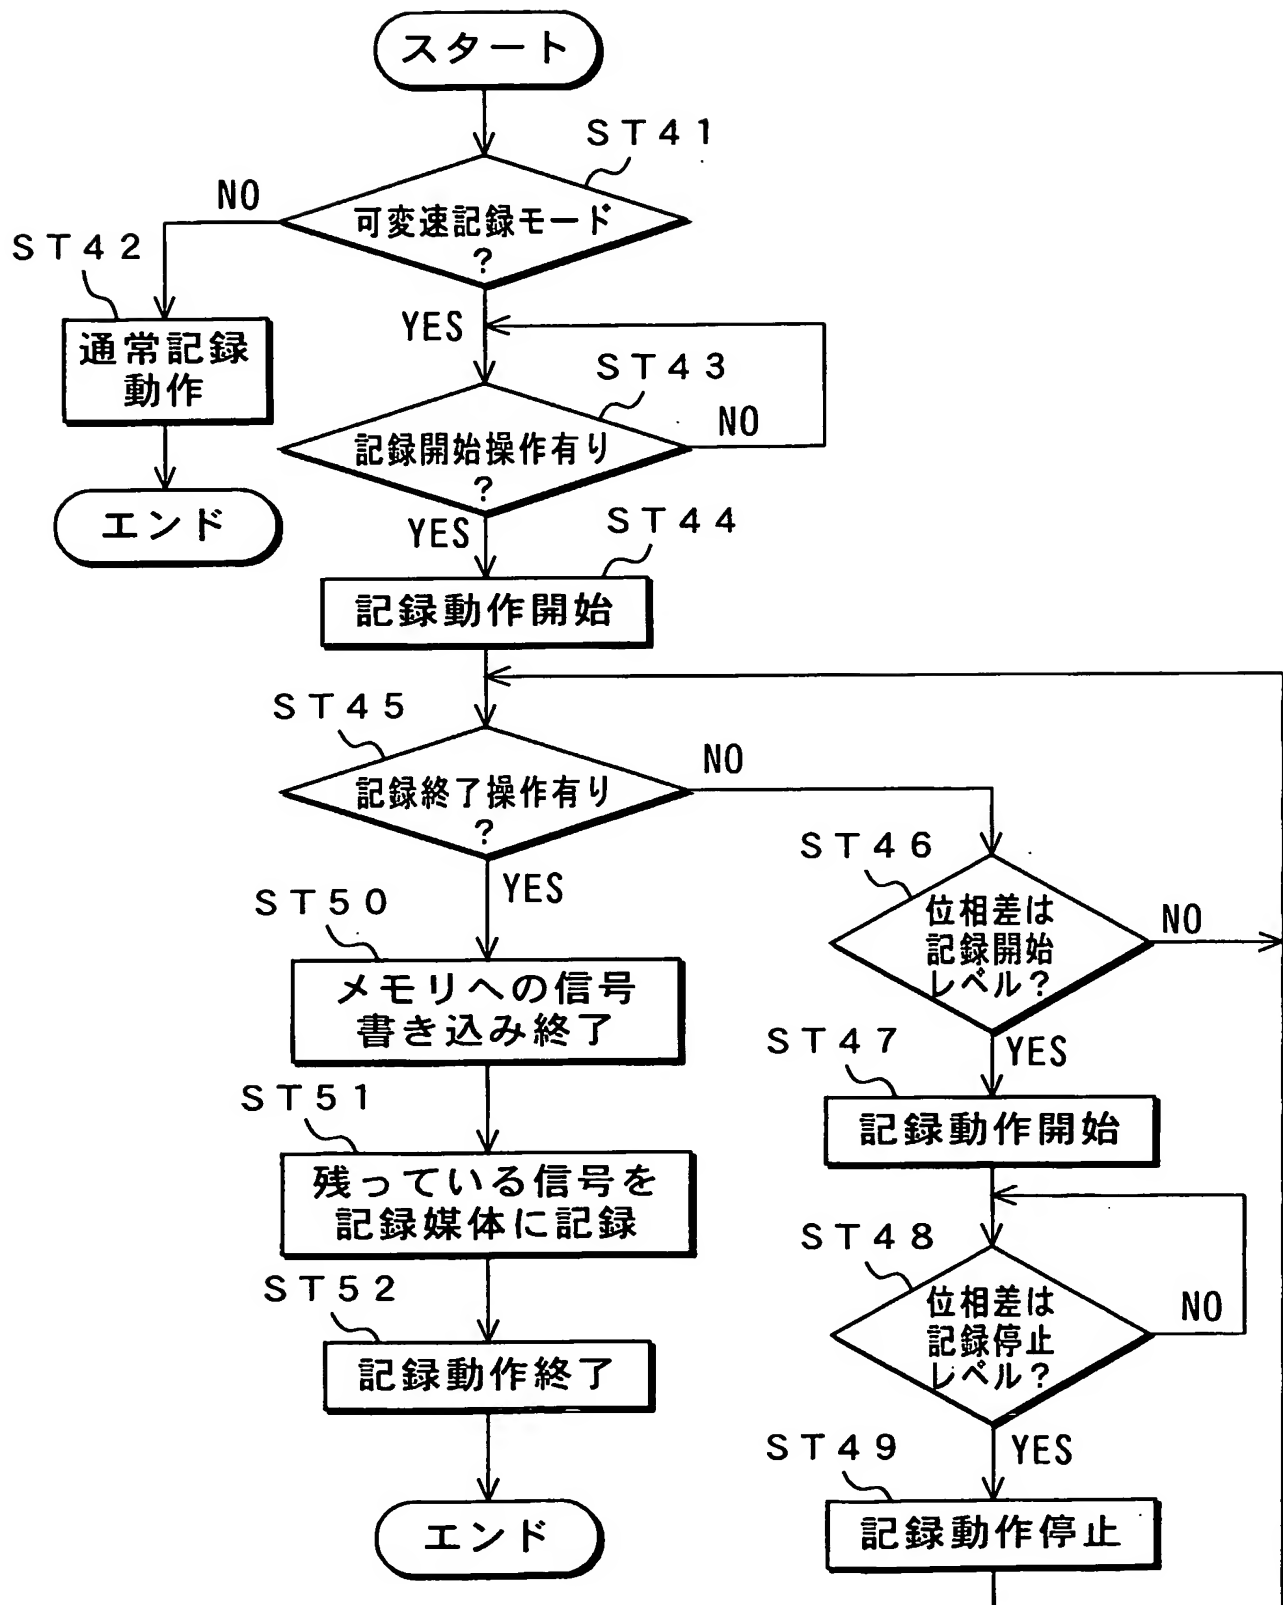 スタート
ST41
NO
可変速記録モード
?
ST42
YES
通常記録
動作
ST43
NO
記録開始操作有り
?
エンド
YES
ST44
記録動作開始
ST45
NO
記録終了操作有り
?
YES
ST46
位相差は
記録開始
レベル?
NO
ST50
メモリへの信号
書き込み終了
YES
ST47
記録動作開始
ST51
残っている信号を
記録媒体に記録
ST48
位相差は
記録停止
レベル?
NO
ST52
記録動作終了
YES
ST49
記録動作停止
エンド